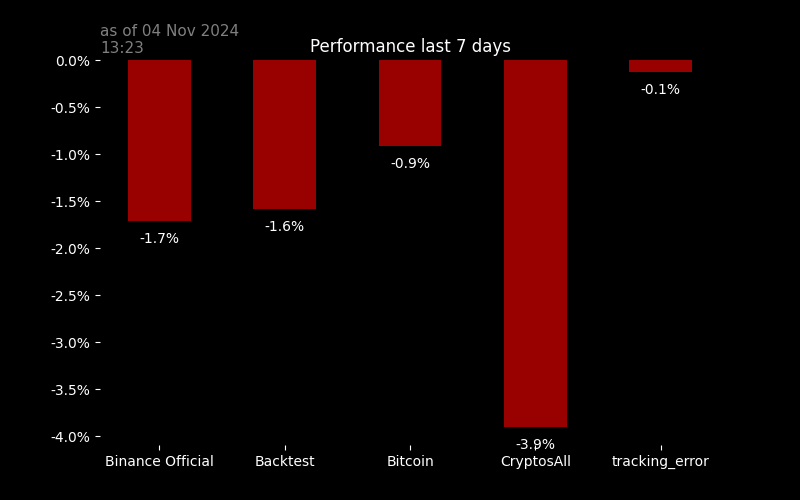 as of 04 Nov 2024
13:23
Performance last 7 days
0.0%
-0.5%
-1.0%
-1.5%
-2.0%
-2.5%
-3.0%
-3.5%
-4.0%
-1.7%
-1.6%
-0.9%
-3.9%
-0.1%
Binance Official
Backtest
Bitcoin
CryptosAll
tracking_error